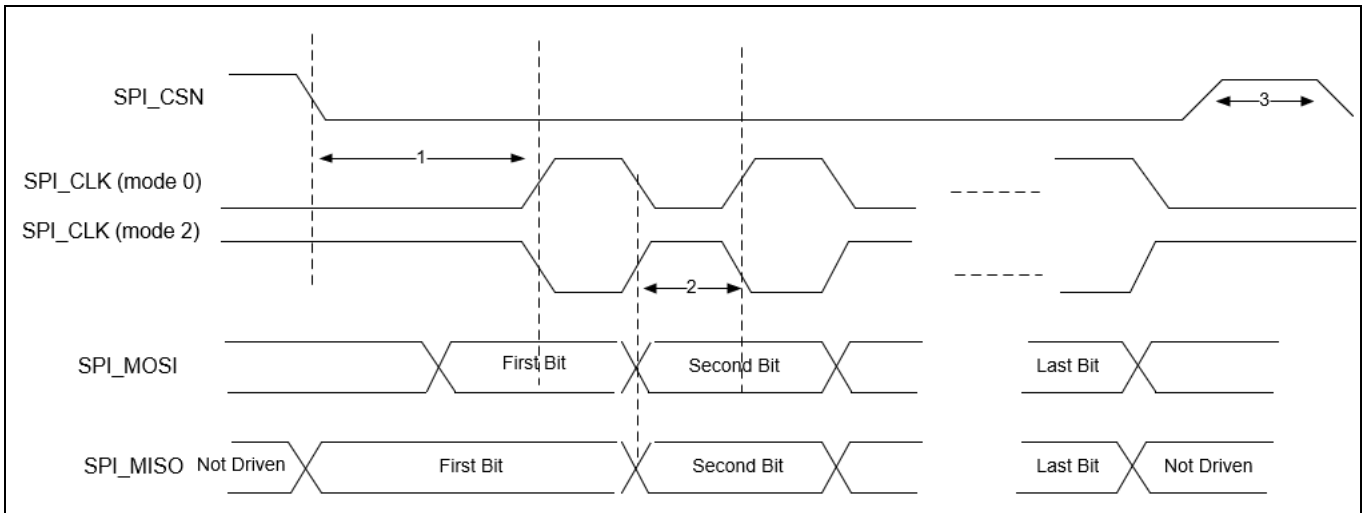 SPI_CSN
3
1
SPI_CLK (mode 0)
SPI_CLK (mode 2)
2
SPI_MOSI First Bit Second Bit Last Bit
SPI_MISO Not Driven First Bit Second Bit Last Bit Not Driven